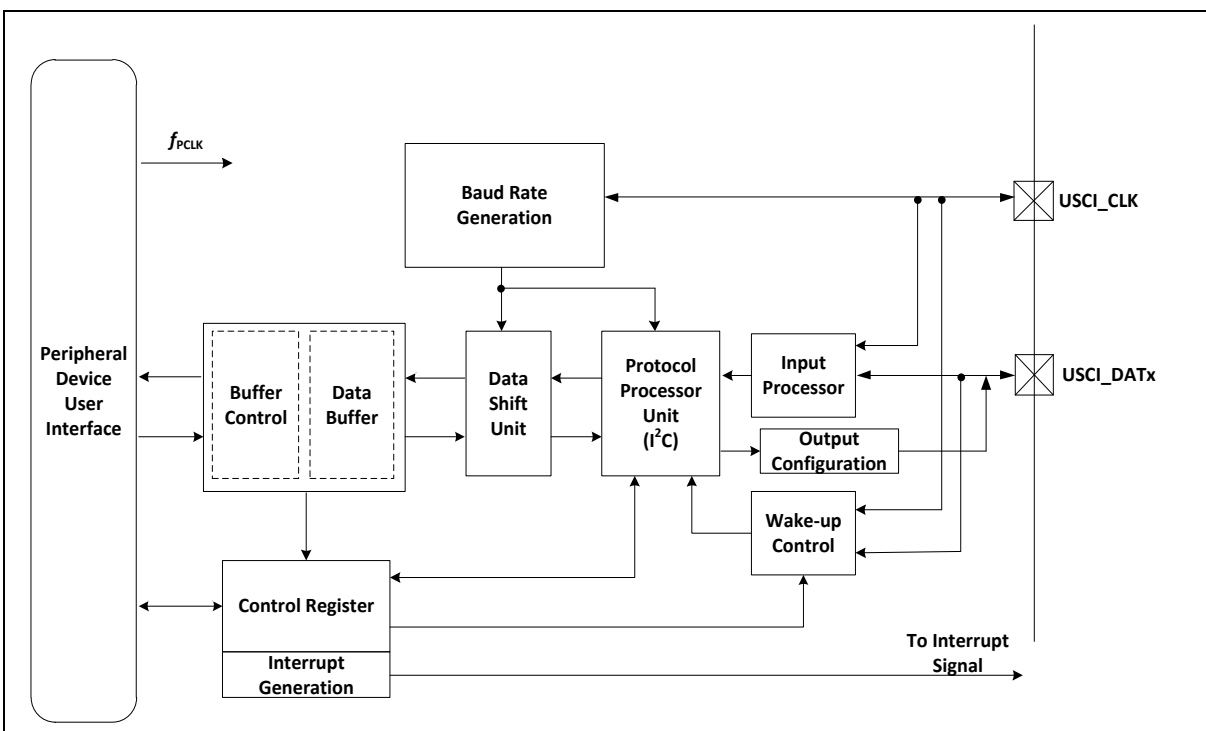 fPCLK
Baud Rate
Generation
USCI_CLK
Peripheral
Device
User
Interface
Buffer
Control
Data
Buffer
Data
Shift
Unit
Protocol
Processor
Unit
(I²C)
Input
Processor
USCI_DATx
Output
Configuration
Wake-up
Control
Control Register
Interrupt
Generation
To Interrupt
Signal